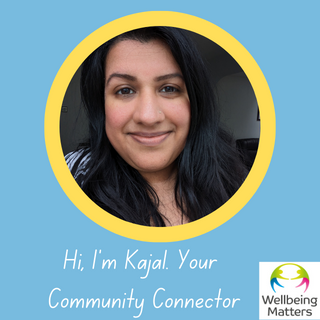 Hi, I'm Kajal. Your
Community Connector
Wellbeing
Matters